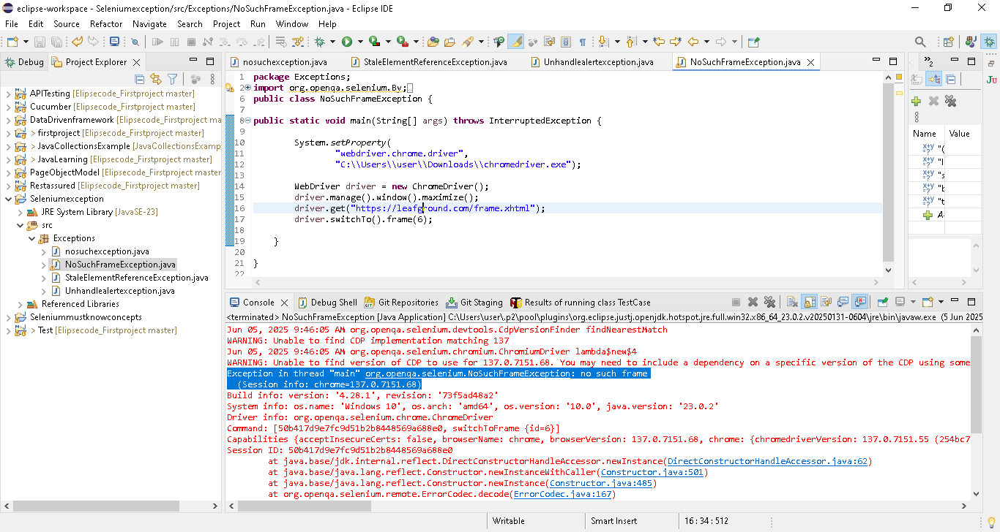 eclipse-workspace - Seleniumexception/src/Exceptions/NoSuchFrameException.java - Eclipse IDE
File Edit Source Refactor Navigate Search Project Run Window Help
Debug Project Explorer
APITesting [Elipsecode_Firstproject master]
Cucumber [Elipsecode_Firstproject master]
DataDrivenframework [Elipsecode_Firstproject ma
> firstproject [Elipsecode_Firstproject master]
> JavaCollectionsExample [JavaCollectionsExamp
> JavaLearning [Elipsecode_Firstproject master]
PageObjectModel [Elipsecode_Firstproject master
Restassured [Elipsecode_Firstproject master]
Seleniumexception
JRE System Library [JavaSE-23]
src
Exceptions
nosuchexception.java
NoSuchFrameException.java
StaleElementReferenceException.java
Unhandlealertexception.java
Referenced Libraries
Seleniummustknowconcepts
> Test [Elipsecode_Firstproject master]
nosuchexception.java StaleElementReferenceException.java Unhandlealertexception.java NoSuchFrameException.java
1 package Exceptions;
2 import org.openqa.selenium.By;
6 public class NoSuchFrameException {
7
8 public static void main(String[] args) throws InterruptedException {
9
10 System.setProperty(
11 "webdriver.chrome.driver",
12 "C:\\Users\\user\\Downloads\\chromedriver.exe");
13
14 WebDriver driver = new ChromeDriver();
15 driver.manage().window().maximize();
16 driver.get("https://leafground.com/frame.xhtml");
17 driver.switchTo().frame(6);
18
19 }
20
21 }
22
2
Ju
Name Value
x+y =? "(
x+y =? "l
x+y =? "s
x+y =? "b
x+y =? "t
Console Debug Shell Git Repositories Git Staging Results of running class TestCase
<terminated> NoSuchFrameException [Java Application] C:\Users\user\.p2\pool\plugins\org.eclipse.justj.openjdk.hotspot.jre.full.win32.x86_64_23.0.2.v20250131-0604\jre\bin\javaw.exe (5 Jun 2025
Jun 05, 2025 9:46:05 AM org.openqa.selenium.devtools.CdpVersionFinder findNearestMatch
WARNING: Unable to find CDP implementation matching 137
Jun 05, 2025 9:46:05 AM org.openqa.selenium.chromium.ChromiumDriver lambda$new$4
WARNING: Unable to find version of CDP to use for 137.0.7151.68. You may need to include a dependency on a specific version of the CDP using some
Exception in thread "main" org.openqa.selenium.NoSuchFrameException: no such frame
(Session info: chrome=137.0.7151.68)
Build info: version: '4.28.1', revision: '73f5ad48a2'
System info: os.name: 'Windows 10', os.arch: 'amd64', os.version: '10.0', java.version: '23.0.2'
Driver info: org.openqa.selenium.chrome.ChromeDriver
Command: [50b417d9e7fc9d51b2b8448569a688e0, switchToFrame {id=6}]
Capabilities {acceptInsecureCerts: false, browserName: chrome, browserVersion: 137.0.7151.68, chrome: {chromedriverVersion: 137.0.7151.55 (254bc7
Session ID: 50b417d9e7fc9d51b2b8448569a688e0
at java.base/jdk.internal.reflect.DirectConstructorHandleAccessor.newInstance(DirectConstructorHandleAccessor.java:62)
at java.base/java.lang.reflect.Constructor.newInstanceWithCaller(Constructor.java:501)
at java.base/java.lang.reflect.Constructor.newInstance(Constructor.java:485)
at org.openqa.selenium.remote.ErrorCodec.decode(ErrorCodec.java:167)
Writable Smart Insert 16 : 34 : 512